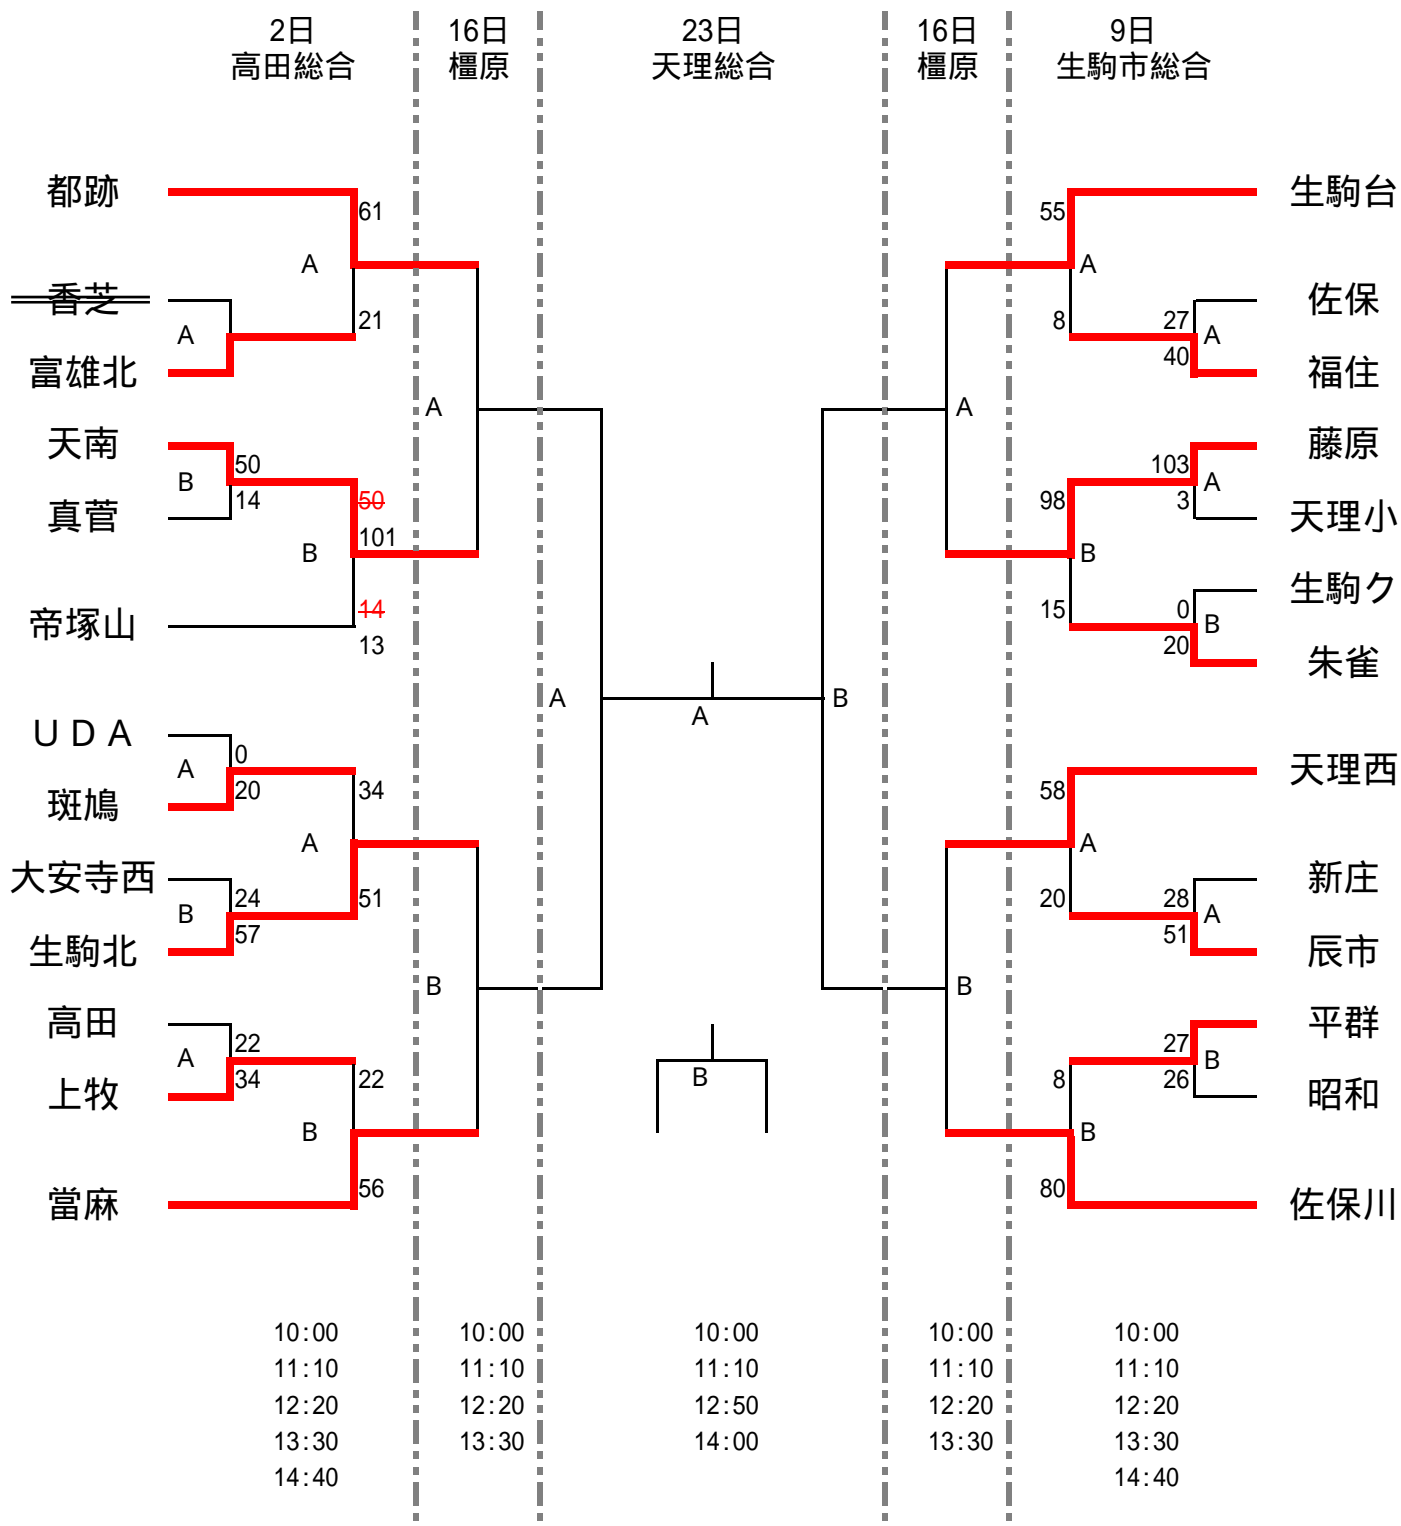 2日
高田総合
16日
橿原
23日
天理総合
16日
橿原
9日
生駒市総合
都跡
61
A
香芝
A
21
富雄北
A
天南
50
B
14
真菅
50
101
B
帝塚山
14
13
A
UDA
0
A
20
斑鳩
34
A
大安寺西
24
B
57
生駒北
51
B
高田
22
A
34
上牧
22
B
當麻
56
A
B
B
生駒台
55
A
佐保
8
27
A
40
福住
A
藤原
103
A
3
天理小
98
B
生駒ク
15
0
B
20
朱雀
天理西
58
A
新庄
20
28
A
51
辰市
B
平群
27
B
26
昭和
8
B
佐保川
80
10:00
11:10
12:20
13:30
14:40
10:00
11:10
12:20
13:30
10:00
11:10
12:50
14:00
10:00
11:10
12:20
13:30
10:00
11:10
12:20
13:30
14:40